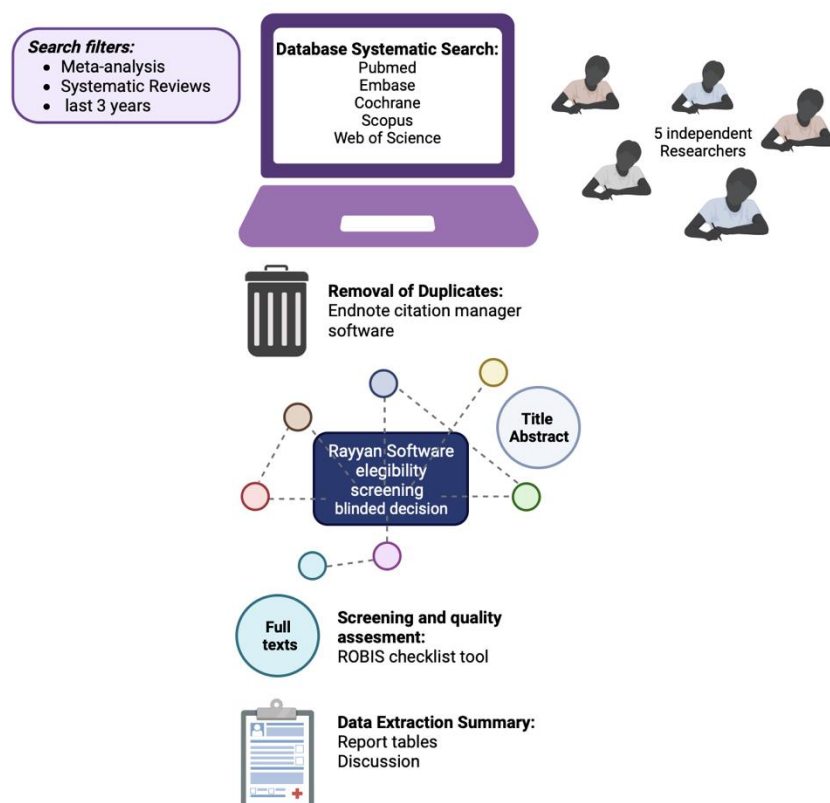 Search filters:
• Meta-analysis
• Systematic Reviews
• last 3 years
Database Systematic Search:
Pubmed
Embase
Cochrane
Scopus
Web of Science
5 independent
Researchers
Removal of Duplicates:
Endnote citation manager
software
Title
Abstract
Rayyan Software
elegibility
screening
blinded decision
Full
texts
Screening and quality
assesment:
ROBIS checklist tool
Data Extraction Summary:
Report tables
Discussion